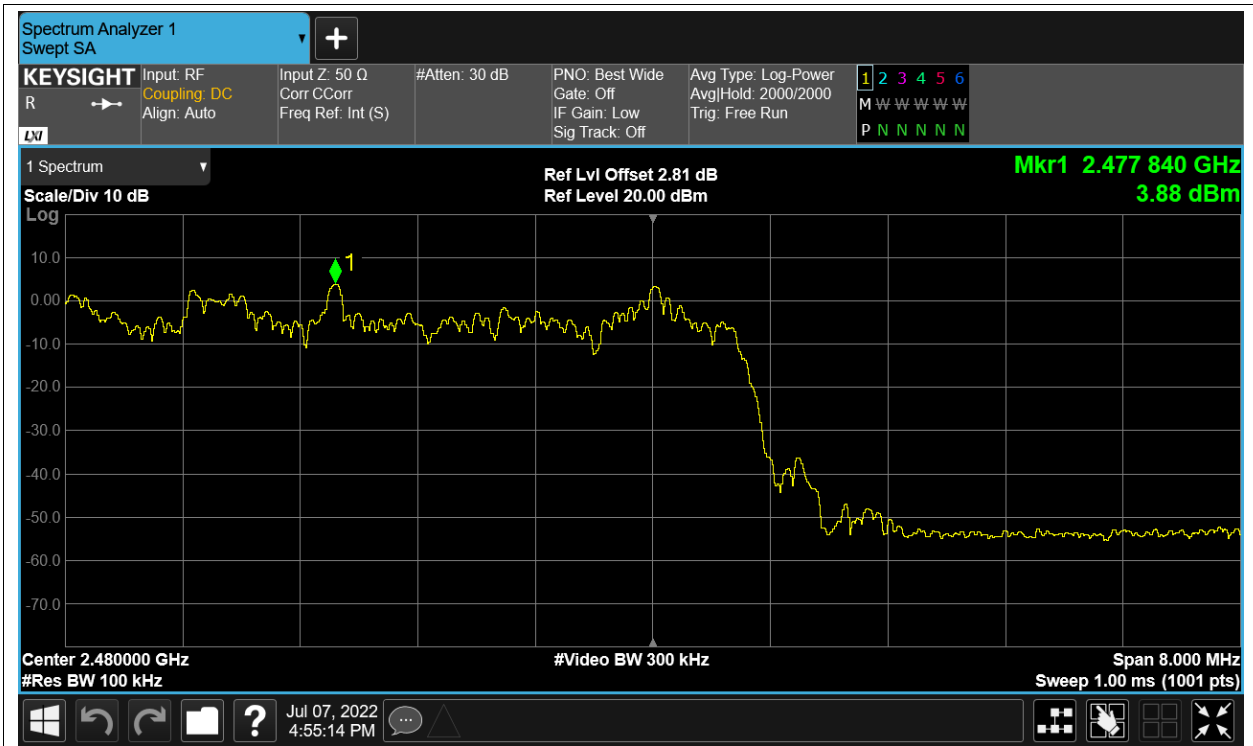 Spectrum Analyzer 1
Swept SA
KEYSIGHT
R
LXI
Input: RF
Coupling: DC
Align: Auto
Input Z: 50 Ω
Corr CCorr
Freq Ref: Int (S)
#Atten: 30 dB
PNO: Best Wide
Gate: Off
IF Gain: Low
Sig Track: Off
Avg Type: Log-Power
Avg|Hold: 2000/2000
Trig: Free Run
1 2 3 4 5 6
M W W W W W
P N N N N N
1 Spectrum
Scale/Div 10 dB
Ref Lvl Offset 2.81 dB
Ref Level 20.00 dBm
Mkr1 2.477 840 GHz
3.88 dBm
Log
1
10.0
0.00
-10.0
-20.0
-30.0
-40.0
-50.0
-60.0
-70.0
Center 2.480000 GHz
#Video BW 300 kHz
Span 8.000 MHz
#Res BW 100 kHz
Sweep 1.00 ms (1001 pts)
?
Jul 07, 2022
4:55:14 PM